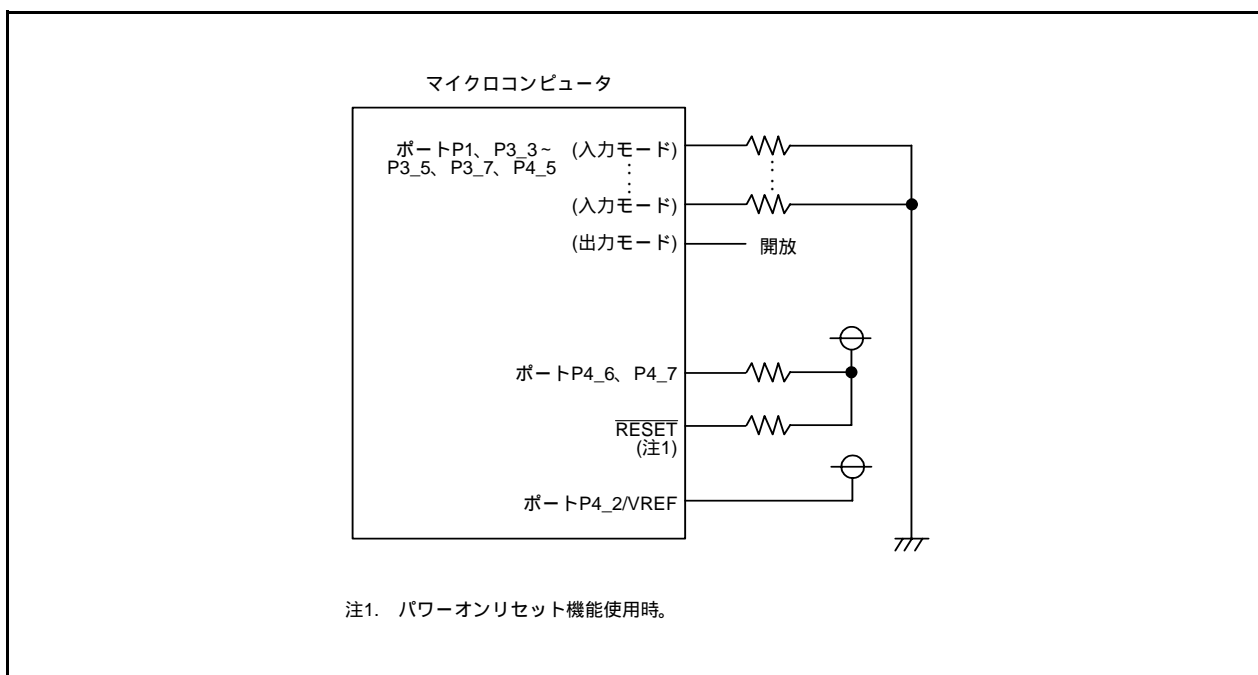 マイクロコンピュータ
ポートP1、P3_3~ (入力モード)
P3_5、P3_7、P4_5
(入力モード)
(出力モード) 開放
ポートP4_6、P4_7
RESET
(注1)
ポートP4_2/VREF
注1. パワーオンリセット機能使用時。